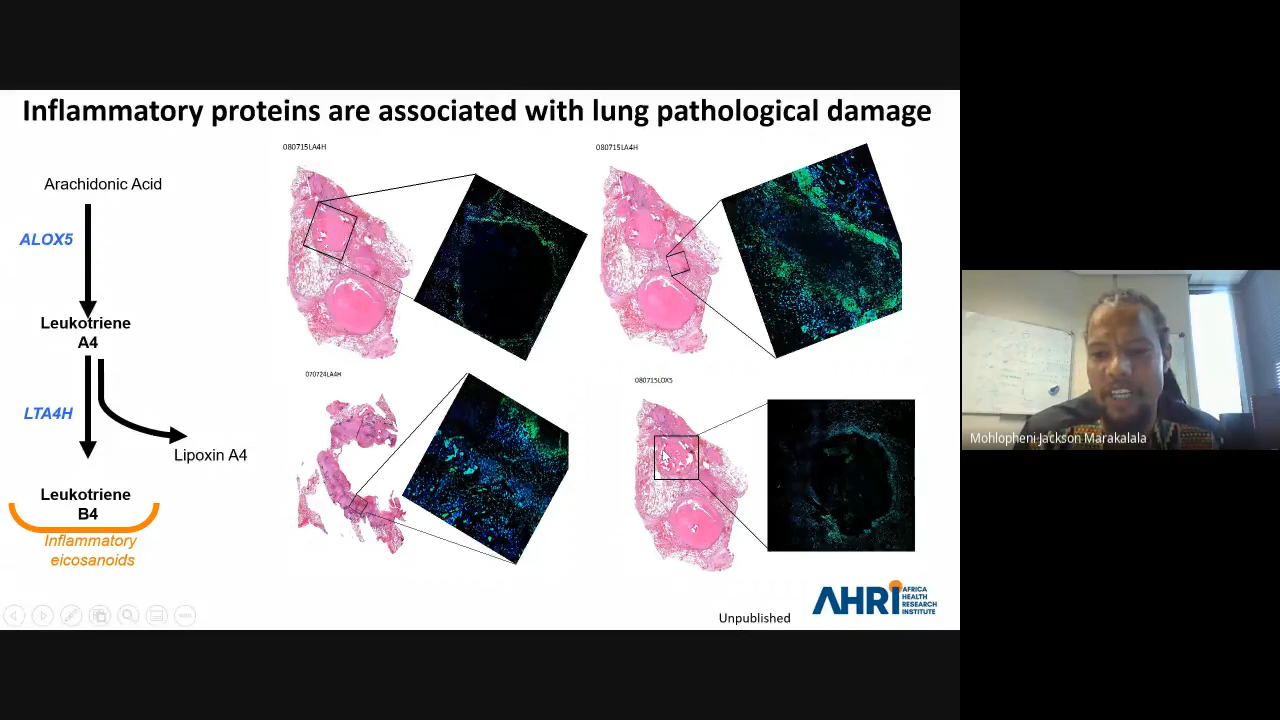 Inflammatory proteins are associated with lung pathological damage
Arachidonic Acid
ALOX5
Leukotriene
A4
LTA4H
Lipoxin A4
Leukotriene
B4
Inflammatory
eicosanoids
080715LA4H
080715LA4H
070724LA4H
080715LOX5
Unpublished
AHRI
AFRICA
HEALTH
RESEARCH
INSTITUTE
Mohlopheni Jackson Marakalala